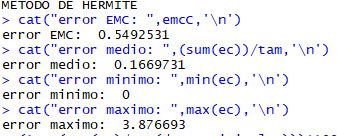 METODO DE HERMITE
> cat("error EMC: ",emcC,'\n')
error EMC:  0.5492531
> cat("error medio: ",(sum(ec))/tam,'\n')
error medio:  0.1669731
> cat("error minimo: ",min(ec),'\n')
error minimo:  0
> cat("error maximo: ",max(ec),'\n')
error maximo:  3.876693